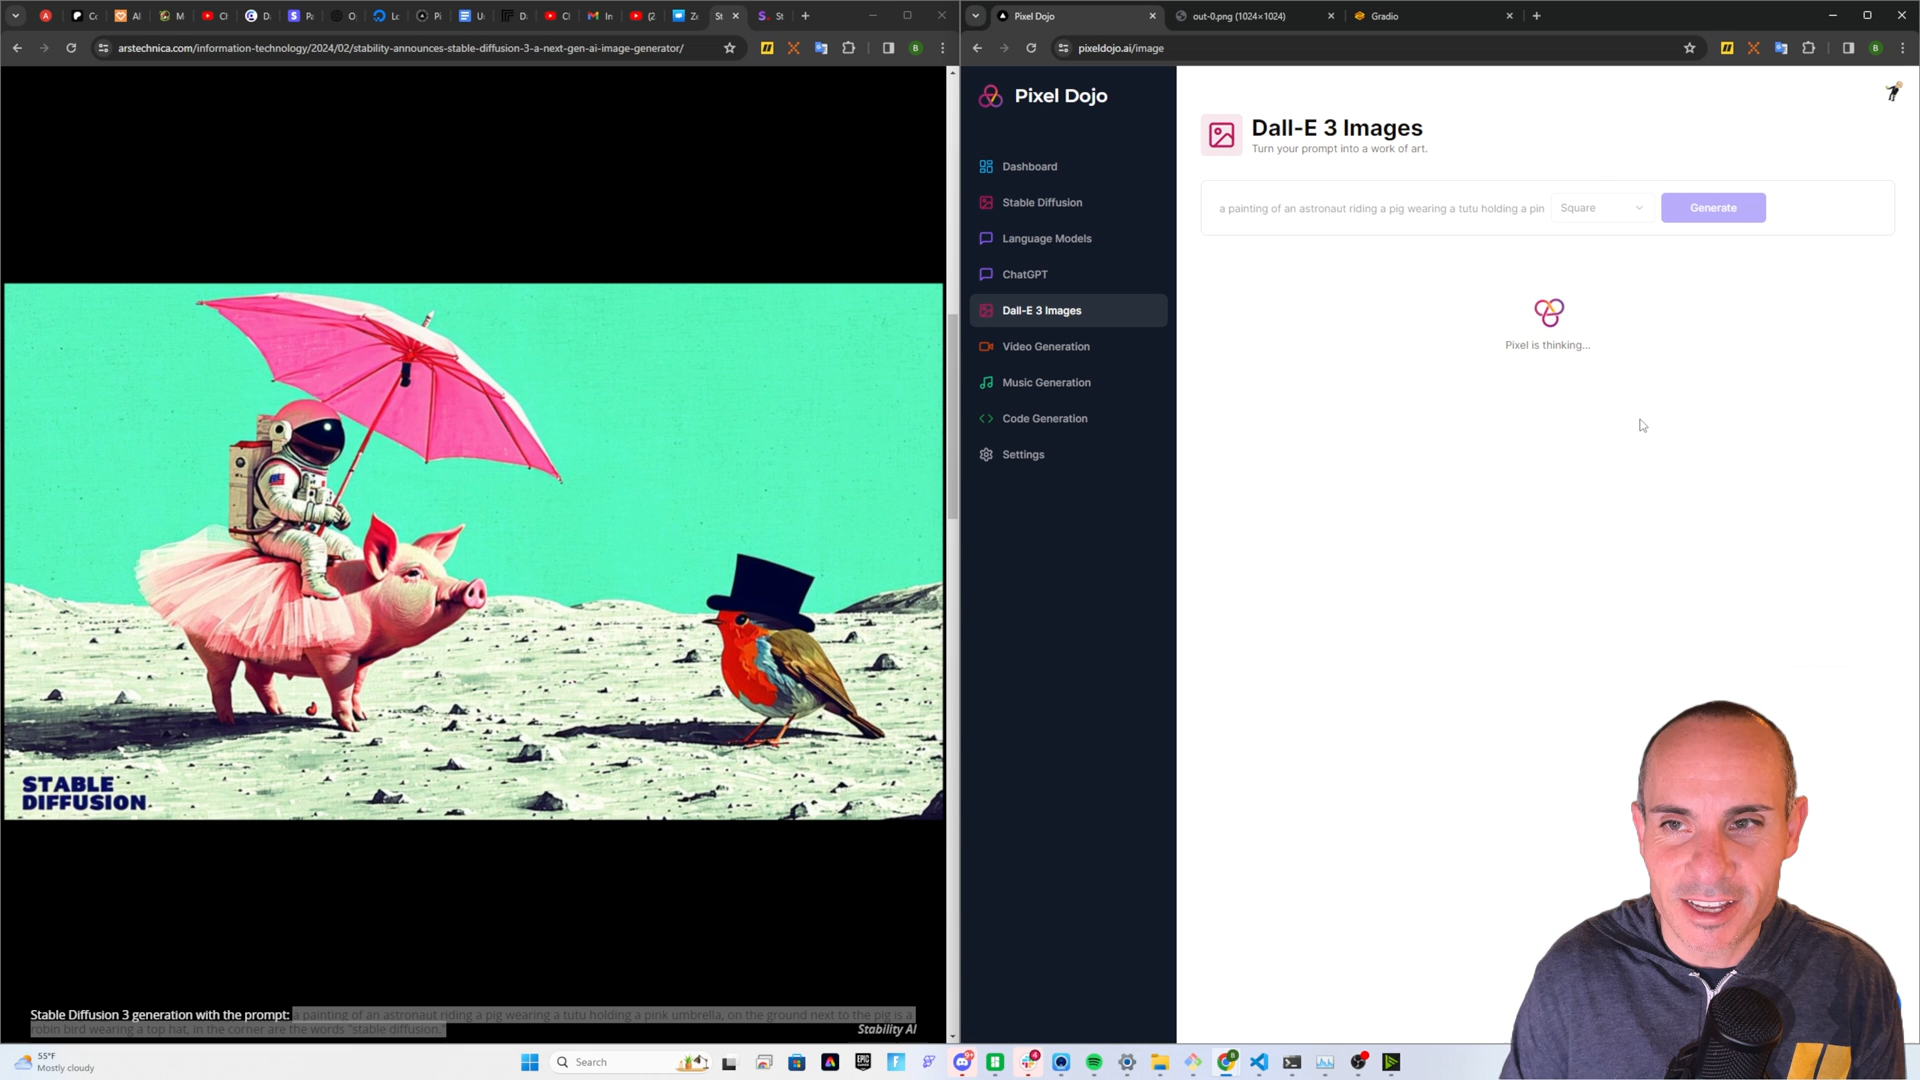 arstechnica.com/information-technology/2024/02/stability-announces-stable-diffusion-3-a-next-gen-ai-image-generator/
STABLE
DIFFUSION
Stable Diffusion 3 generation with the prompt: a painting of an astronaut riding a pig wearing a tutu holding a pink umbrella, on the ground next to the pig is a
robin bird wearing a top hat, in the corner are the words "stable diffusion."
Stability AI
Pixel Dojo
out-0.png (1024×1024)
Gradio
pixeldojo.ai/image
Pixel Dojo
Dashboard
Stable Diffusion
Language Models
ChatGPT
Dall-E 3 Images
Video Generation
Music Generation
Code Generation
Settings
Dall-E 3 Images
Turn your prompt into a work of art.
a painting of an astronaut riding a pig wearing a tutu holding a pin
Square
Generate
Pixel is thinking...
55°F
Mostly cloudy
Search